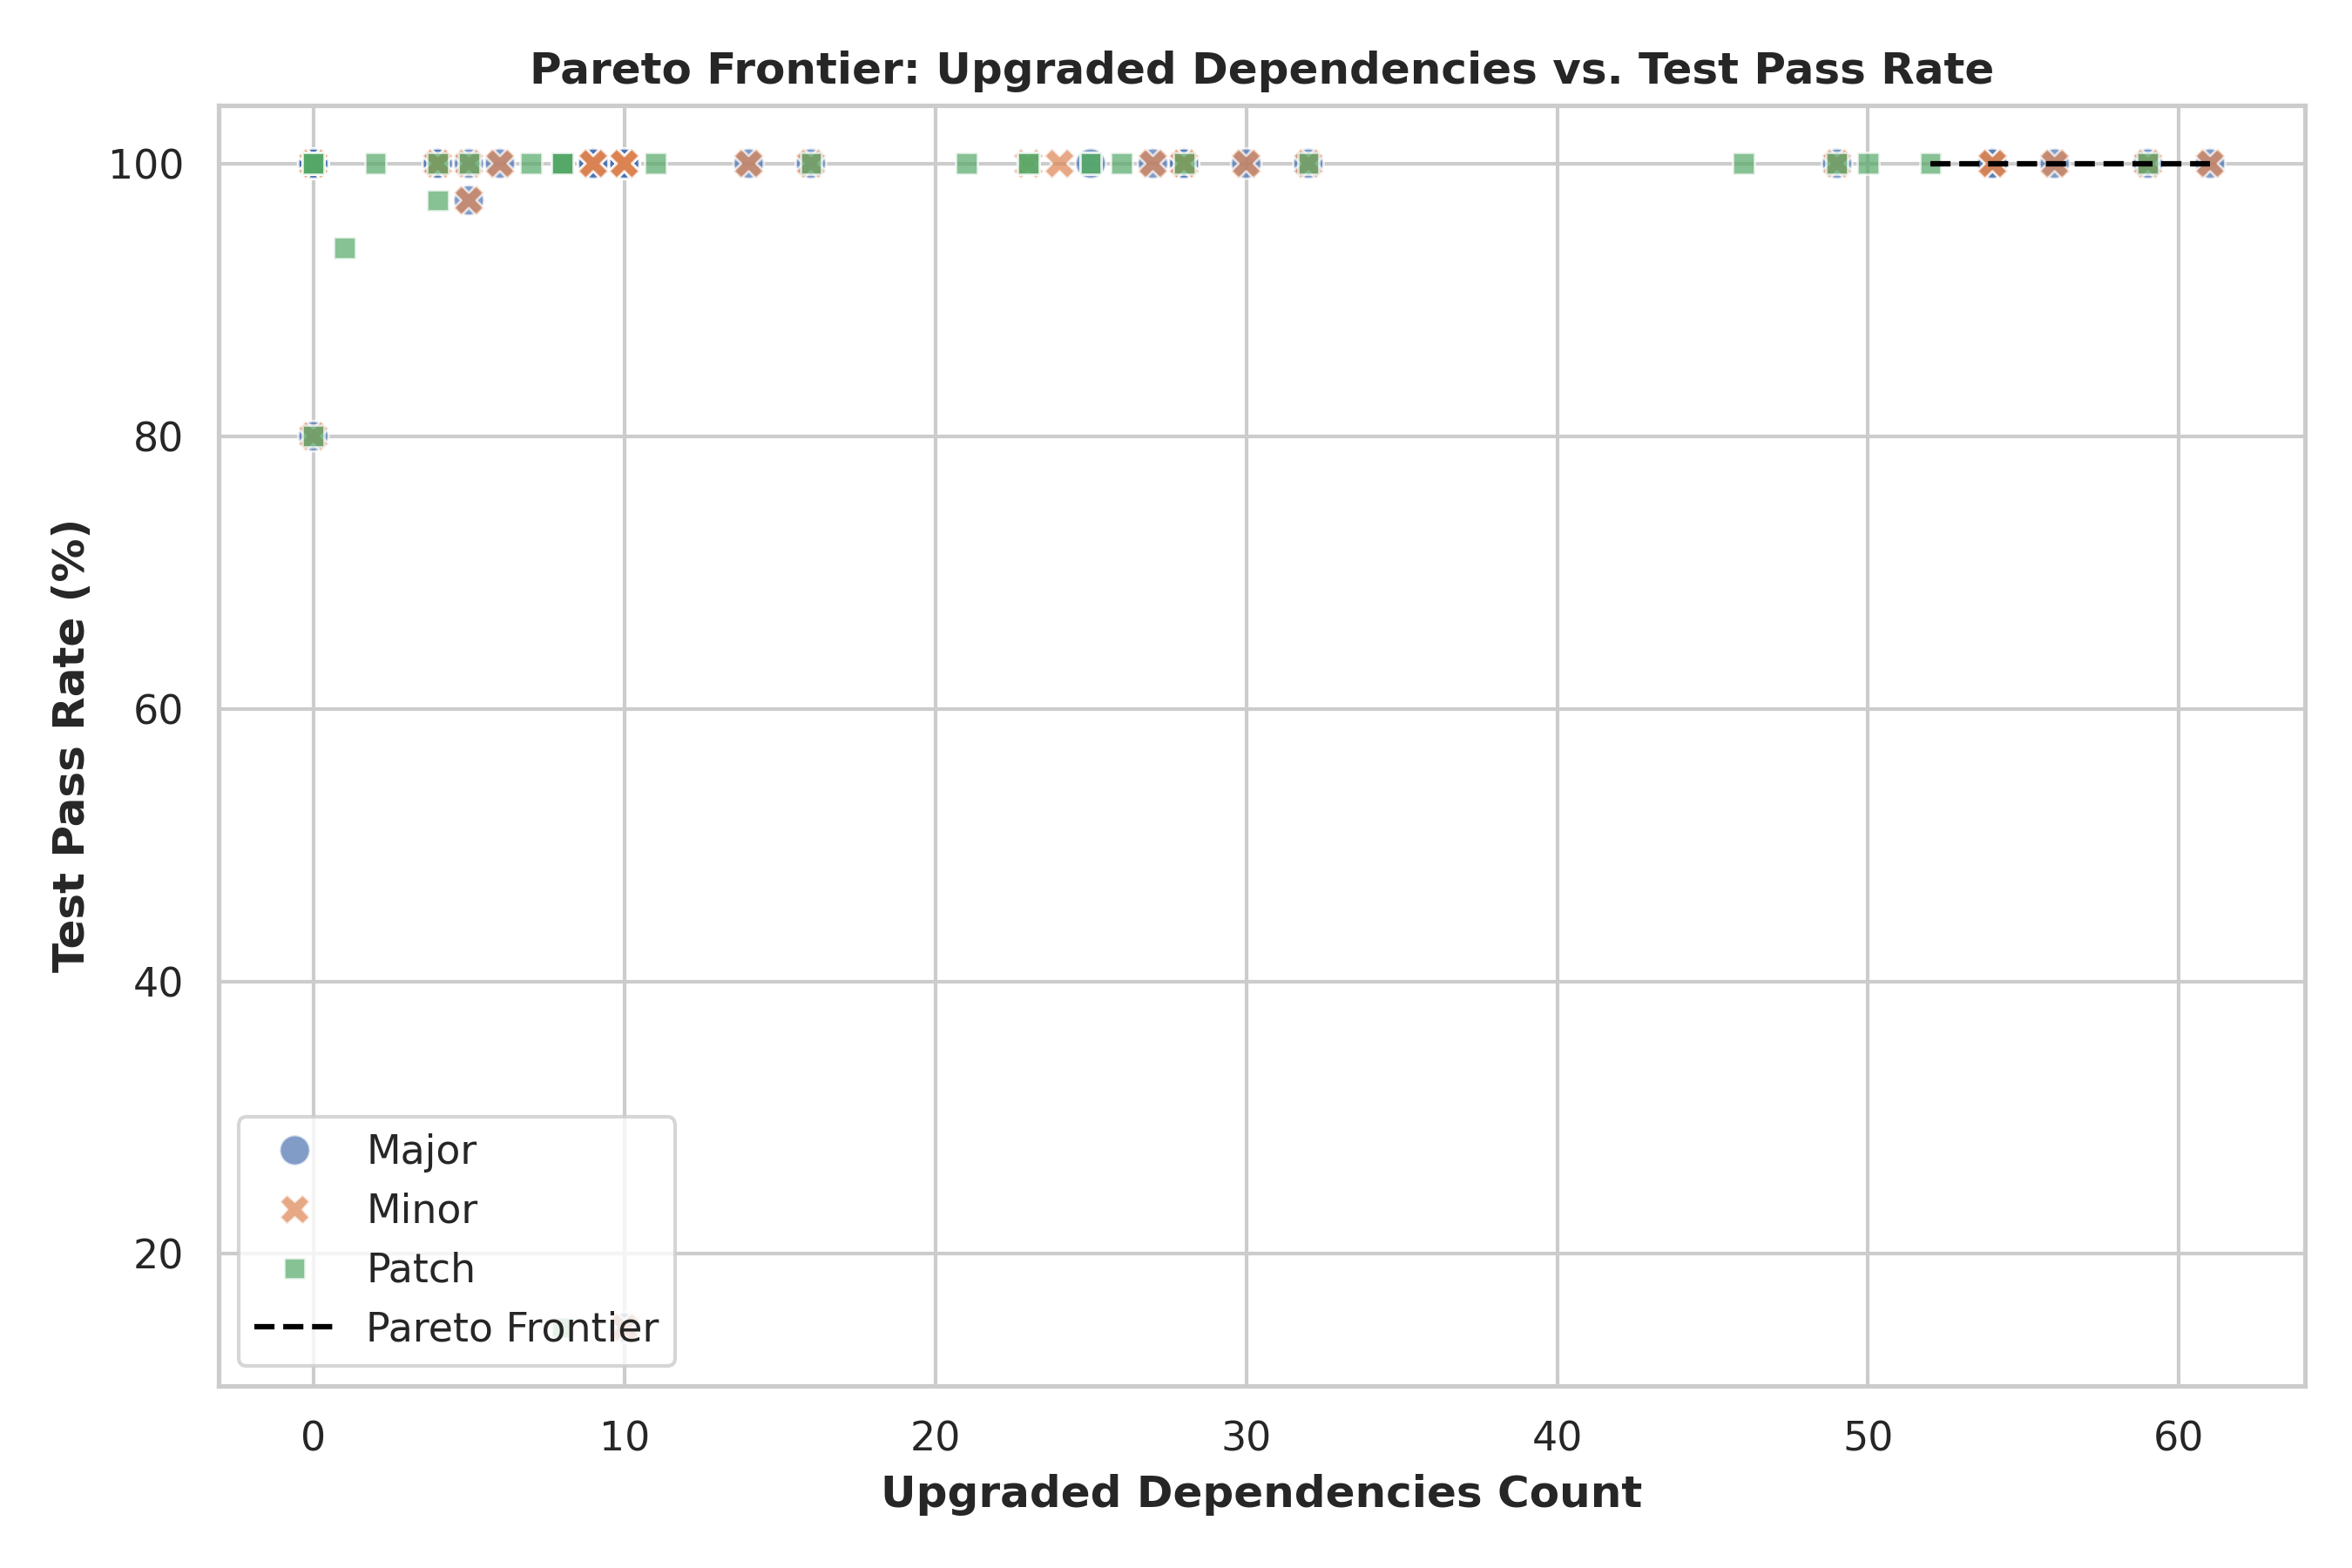 Pareto Frontier: Upgraded Dependencies vs. Test Pass Rate
Test Pass Rate (%)
100
80
60
40
20
Major
Minor
Patch
Pareto Frontier
0 10 20 30 40 50 60
Upgraded Dependencies Count